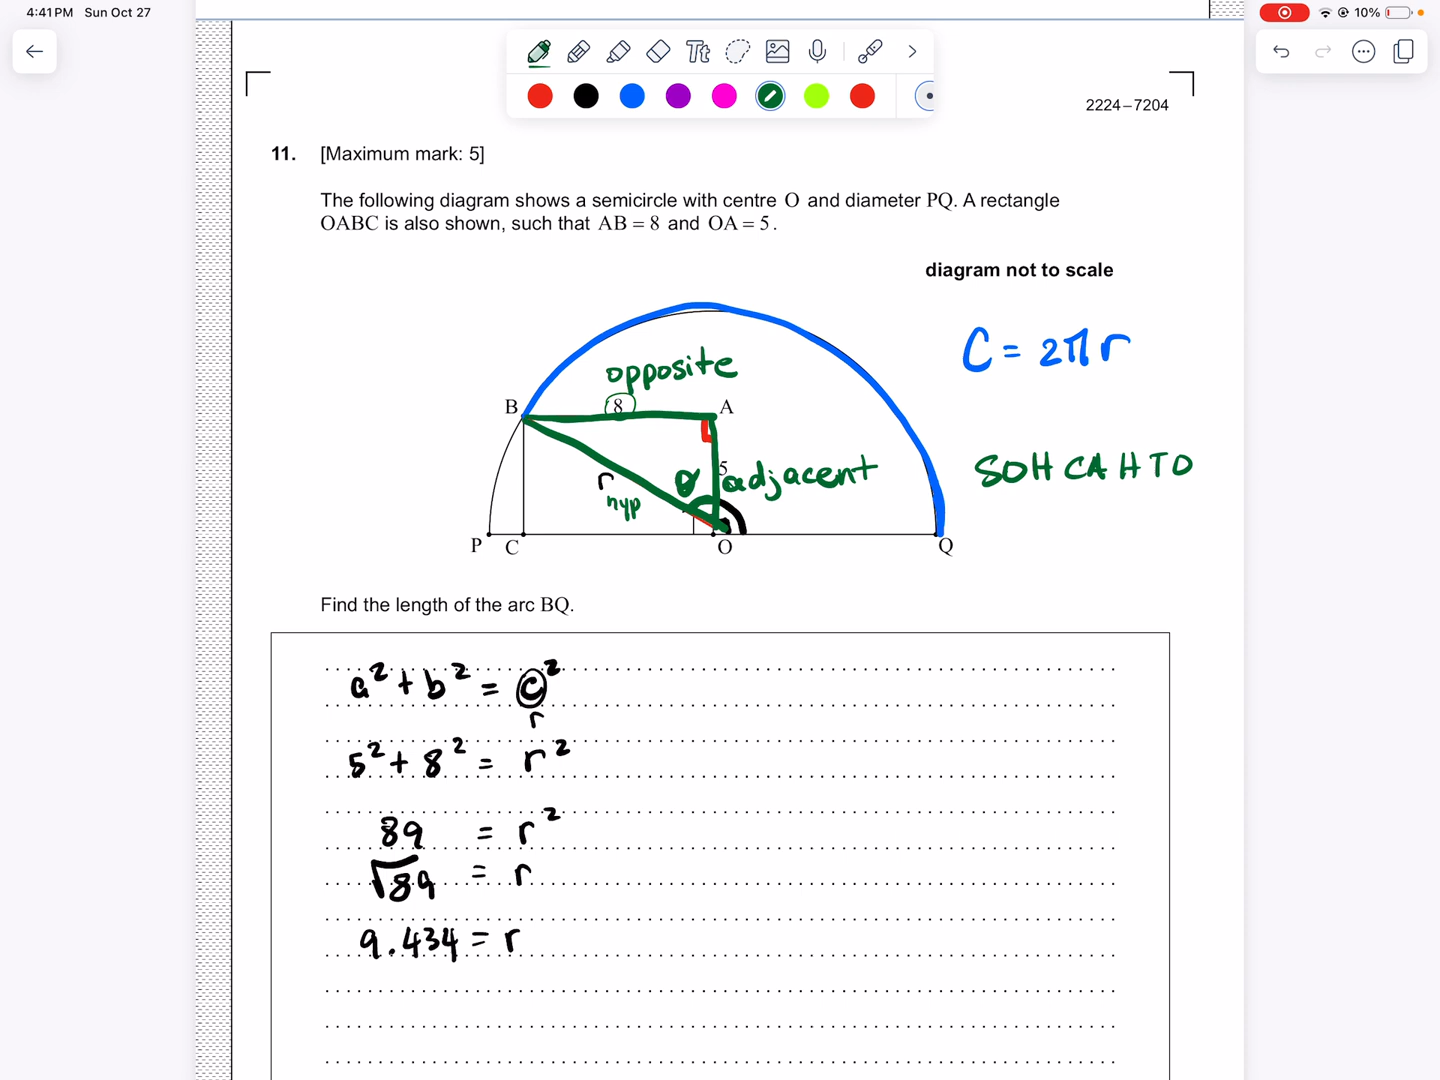 4:41 PM Sun Oct 27
10%
Tt
2224–7204
11. [Maximum mark: 5]
The following diagram shows a semicircle with centre O and diameter PQ. A rectangle
OABC is also shown, such that AB = 8 and OA = 5.
diagram not to scale
C = 2πr
opposite
B 8 A
5
θ adjacent
SOH CAH TO
r
hyp
P C O Q
Find the length of the arc BQ.
a² + b² = c²
r
5² + 8² = r²
89 = r²
√89 = r
9.434 = r